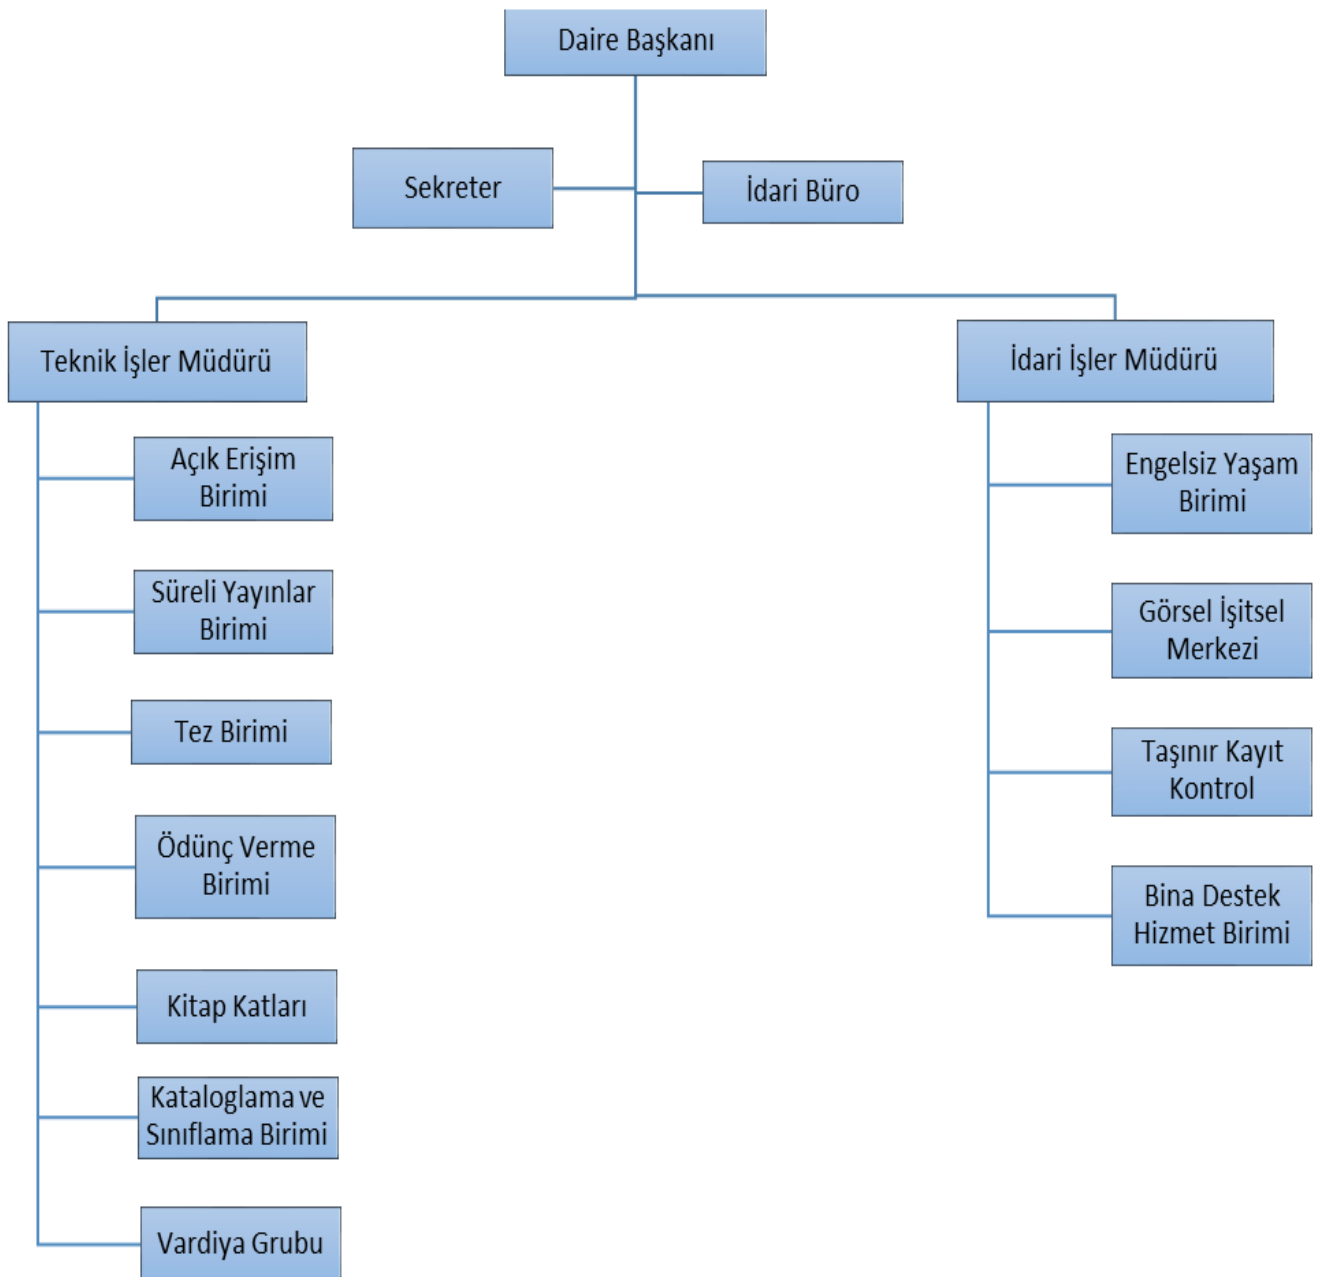 Daire Başkanı
Sekreter
İdari Büro
Teknik İşler Müdürü
İdari İşler Müdürü
Açık Erişim
Birimi
Süreli Yayınlar
Birimi
Tez Birimi
Ödünç Verme
Birimi
Kitap Katları
Kataloglama ve
Sınıflama Birimi
Vardiya Grubu
Engelsiz Yaşam
Birimi
Görsel İşitsel
Merkezi
Taşınır Kayıt
Kontrol
Bina Destek
Hizmet Birimi